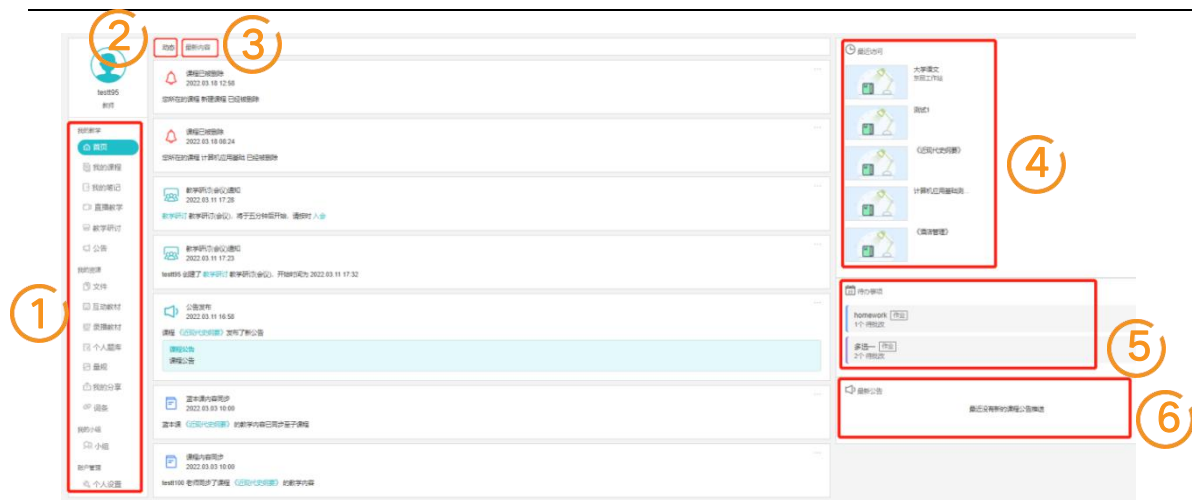 ②
③
①
④
⑤
⑥
testt95
教师
我的教学
首页
我的课程
我的笔记
直播教学
教学研讨
公告
我的资源
文件
互动教材
录播教材
个人题库
量规
我的分享
词条
我的小组
小组
账户管理
个人设置
动态 最新内容
课程已被删除
2022.03.18 12:58
您所在的课程 新建课程 已经被删除
课程已被删除
2022.03.18 08:24
您所在的课程 计算机应用基础 已经被删除
教学研讨(会议)通知
2022.03.11 17:28
教学研讨 教学研讨(会议)，将于五分钟后开始，请按时 入会
教学研讨(会议)通知
2022.03.11 17:23
testt95 创建了 教学研讨 教学研讨(会议)，开始时间为 2022.03.11 17:32
公告发布
2022.03.11 16:58
课程 《近现代史纲要》 发布了新公告
课程公告
课程公告
蓝本课内容同步
2022.03.03 10:00
蓝本课 《近现代史纲要》 的教学内容已同步至子课程
课程内容同步
2022.03.03 10:00
testt100 老师同步了课程 《近现代史纲要》 的教学内容
最近访问
大学语文
测试1
《近现代史纲要》
计算机应用基础测...
《酒店管理》
待办事项
homework 作业
1个 待批改
多选一 作业
2个 待批改
最新公告
最近没有新的课程公告推送